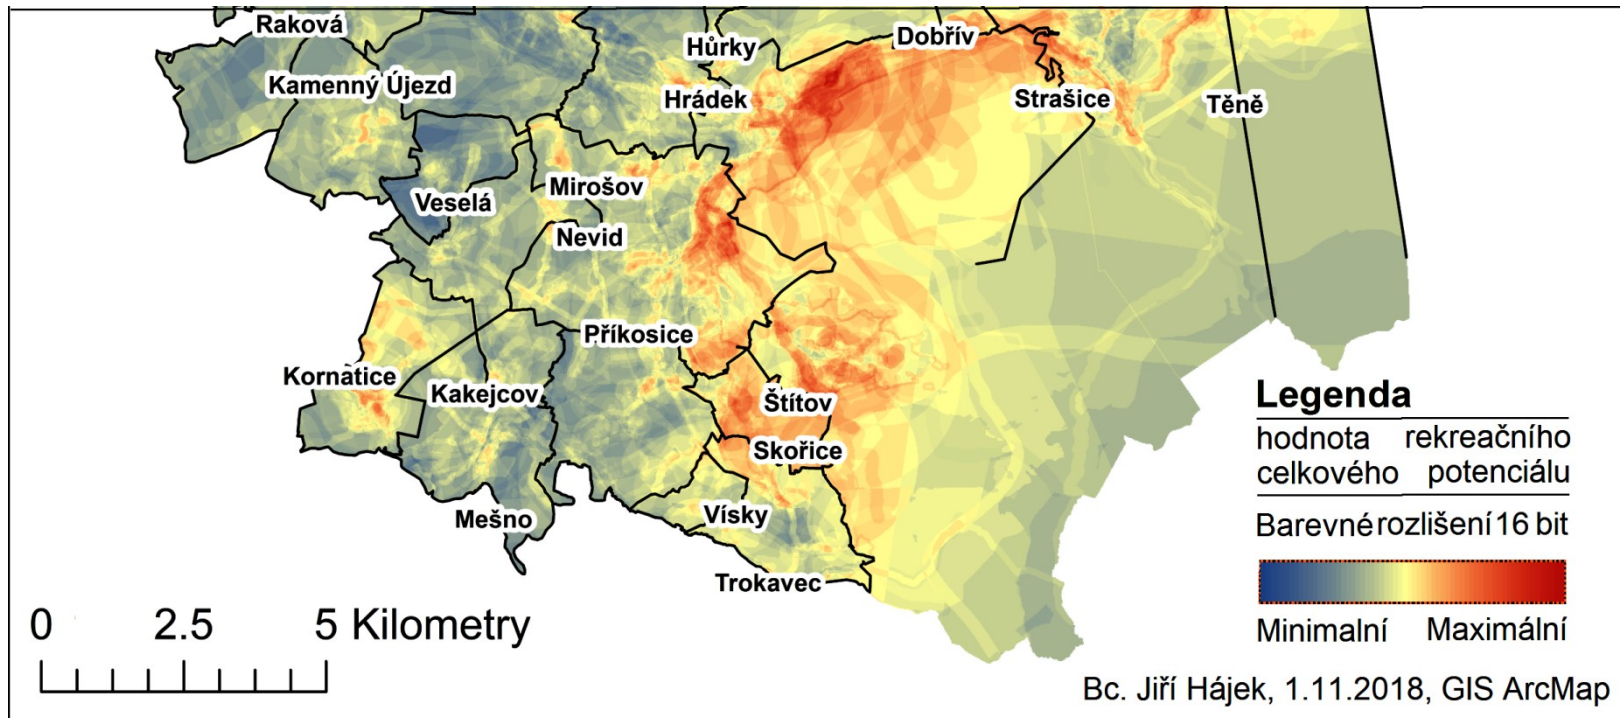 Raková
Hůrky
Dobřív
Kamenný Újezd
Hrádek
Strašice
Těně
Mirošov
Veselá
Nevid
Příkosice
Kornatice
Kakejcov
Štítov
Skořice
Mešno
Vísky
Trokavec
Legenda
hodnota rekreačního
celkového potenciálu
Barevné rozlišení 16 bit
Minimalní Maximální
0 2.5 5 Kilometry
Bc. Jiří Hájek, 1.11.2018, GIS ArcMap